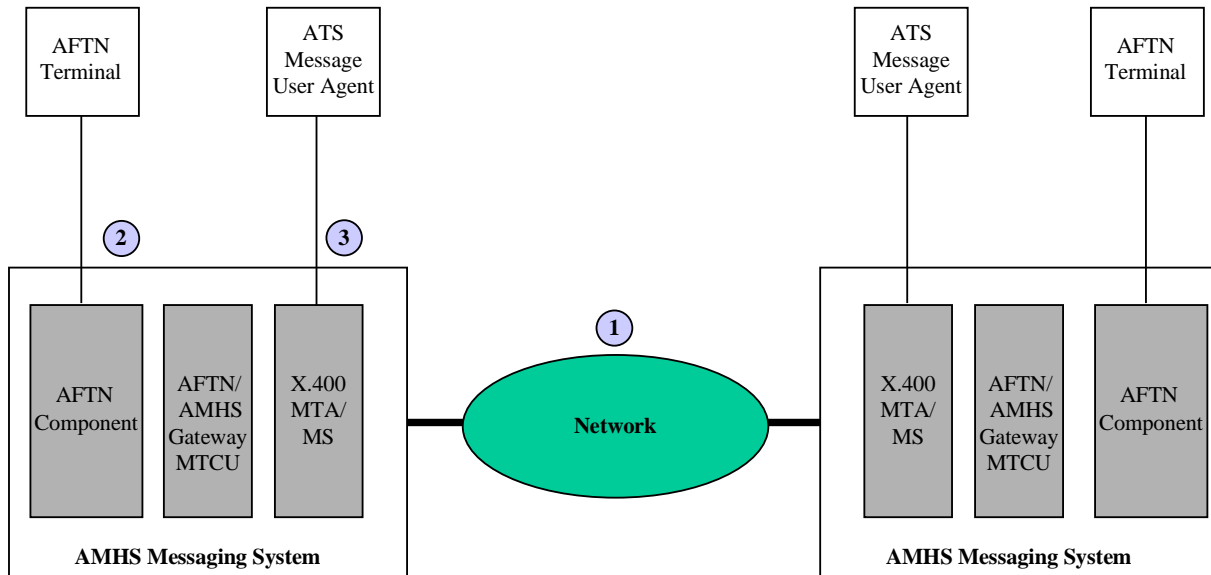 AFTN
Terminal
ATS
Message
User Agent
ATS
Message
User Agent
AFTN
Terminal
2
3
1
AFTN
Component
AFTN/
AMHS
Gateway
MTCU
X.400
MTA/
MS
Network
X.400
MTA/
MS
AFTN/
AMHS
Gateway
MTCU
AFTN
Component
AMHS Messaging System
AMHS Messaging System